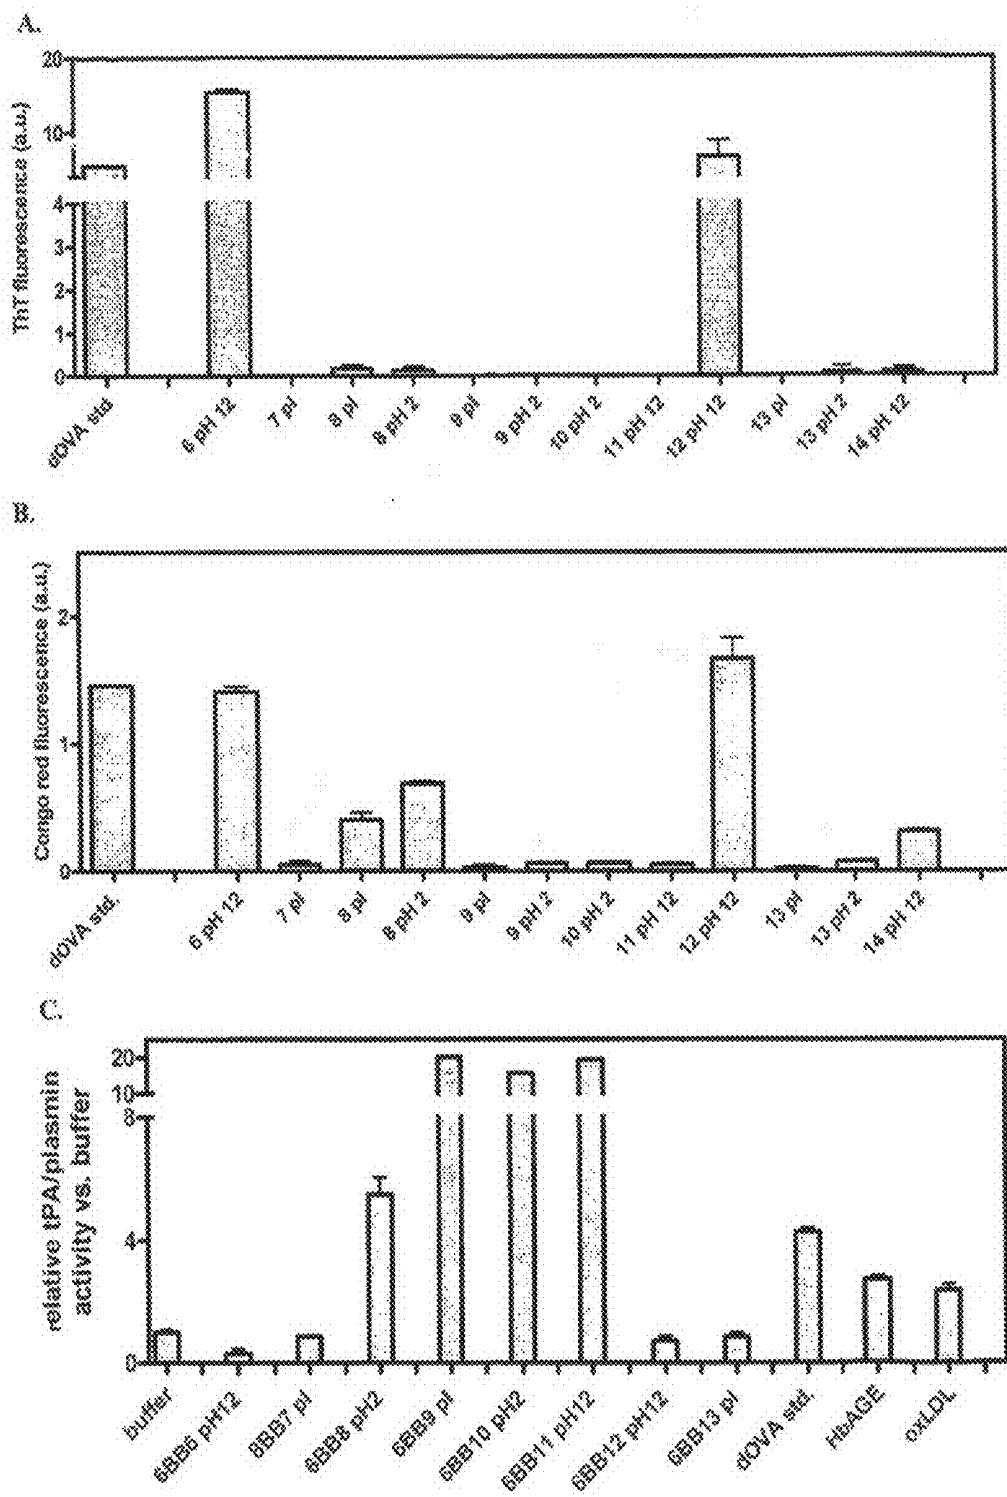 A.
ThT fluorescence (a.u.)
20
10
4
3
2
1
0
dOVA std.
6 pH 12
7 pI
8 pI
8 pH 2
9 pI
9 pH 2
10 pH 2
11 pH 12
12 pH 12
13 pI
13 pH 2
14 pH 12
B.
Congo red fluorescence (a.u.)
2
1
0
dOVA std.
6 pH 12
7 pI
8 pI
8 pH 2
9 pI
9 pH 2
10 pH 2
11 pH 12
12 pH 12
13 pI
13 pH 2
14 pH 12
C.
relative tPA/plasmin
activity vs. buffer
20
10
8
4
0
buffer
6BB6 pH12
6BB7 pI
6BB8 pH2
6BB9 pI
6BB10 pH2
6BB11 pH12
6BB12 pH12
6BB13 pI
dOVA std.
HbAGE
oxLDL